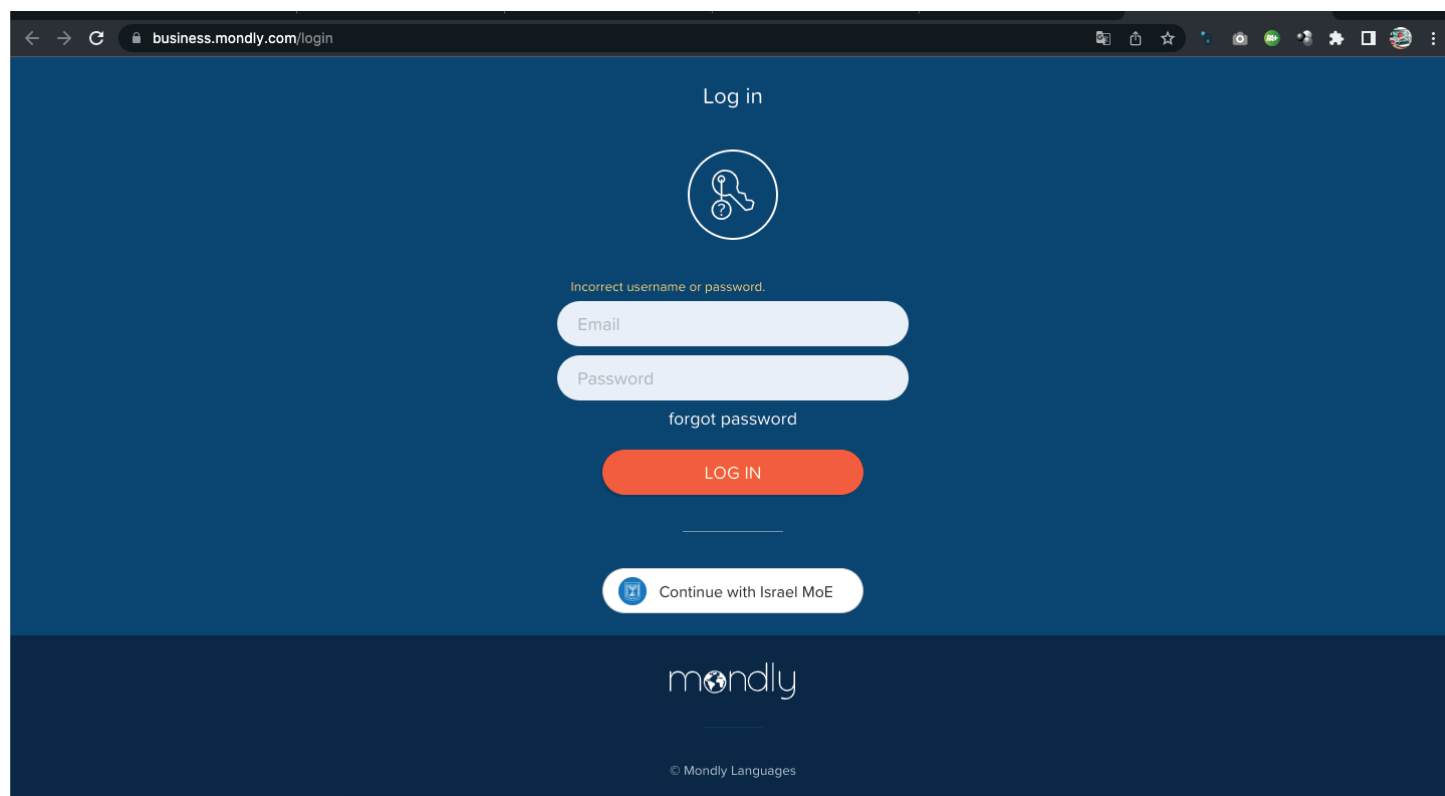 business.mondly.com/login
Log in
?
Incorrect username or password.
Email
Password
forgot password
LOG IN
Continue with Israel MoE
mondly
© Mondly Languages